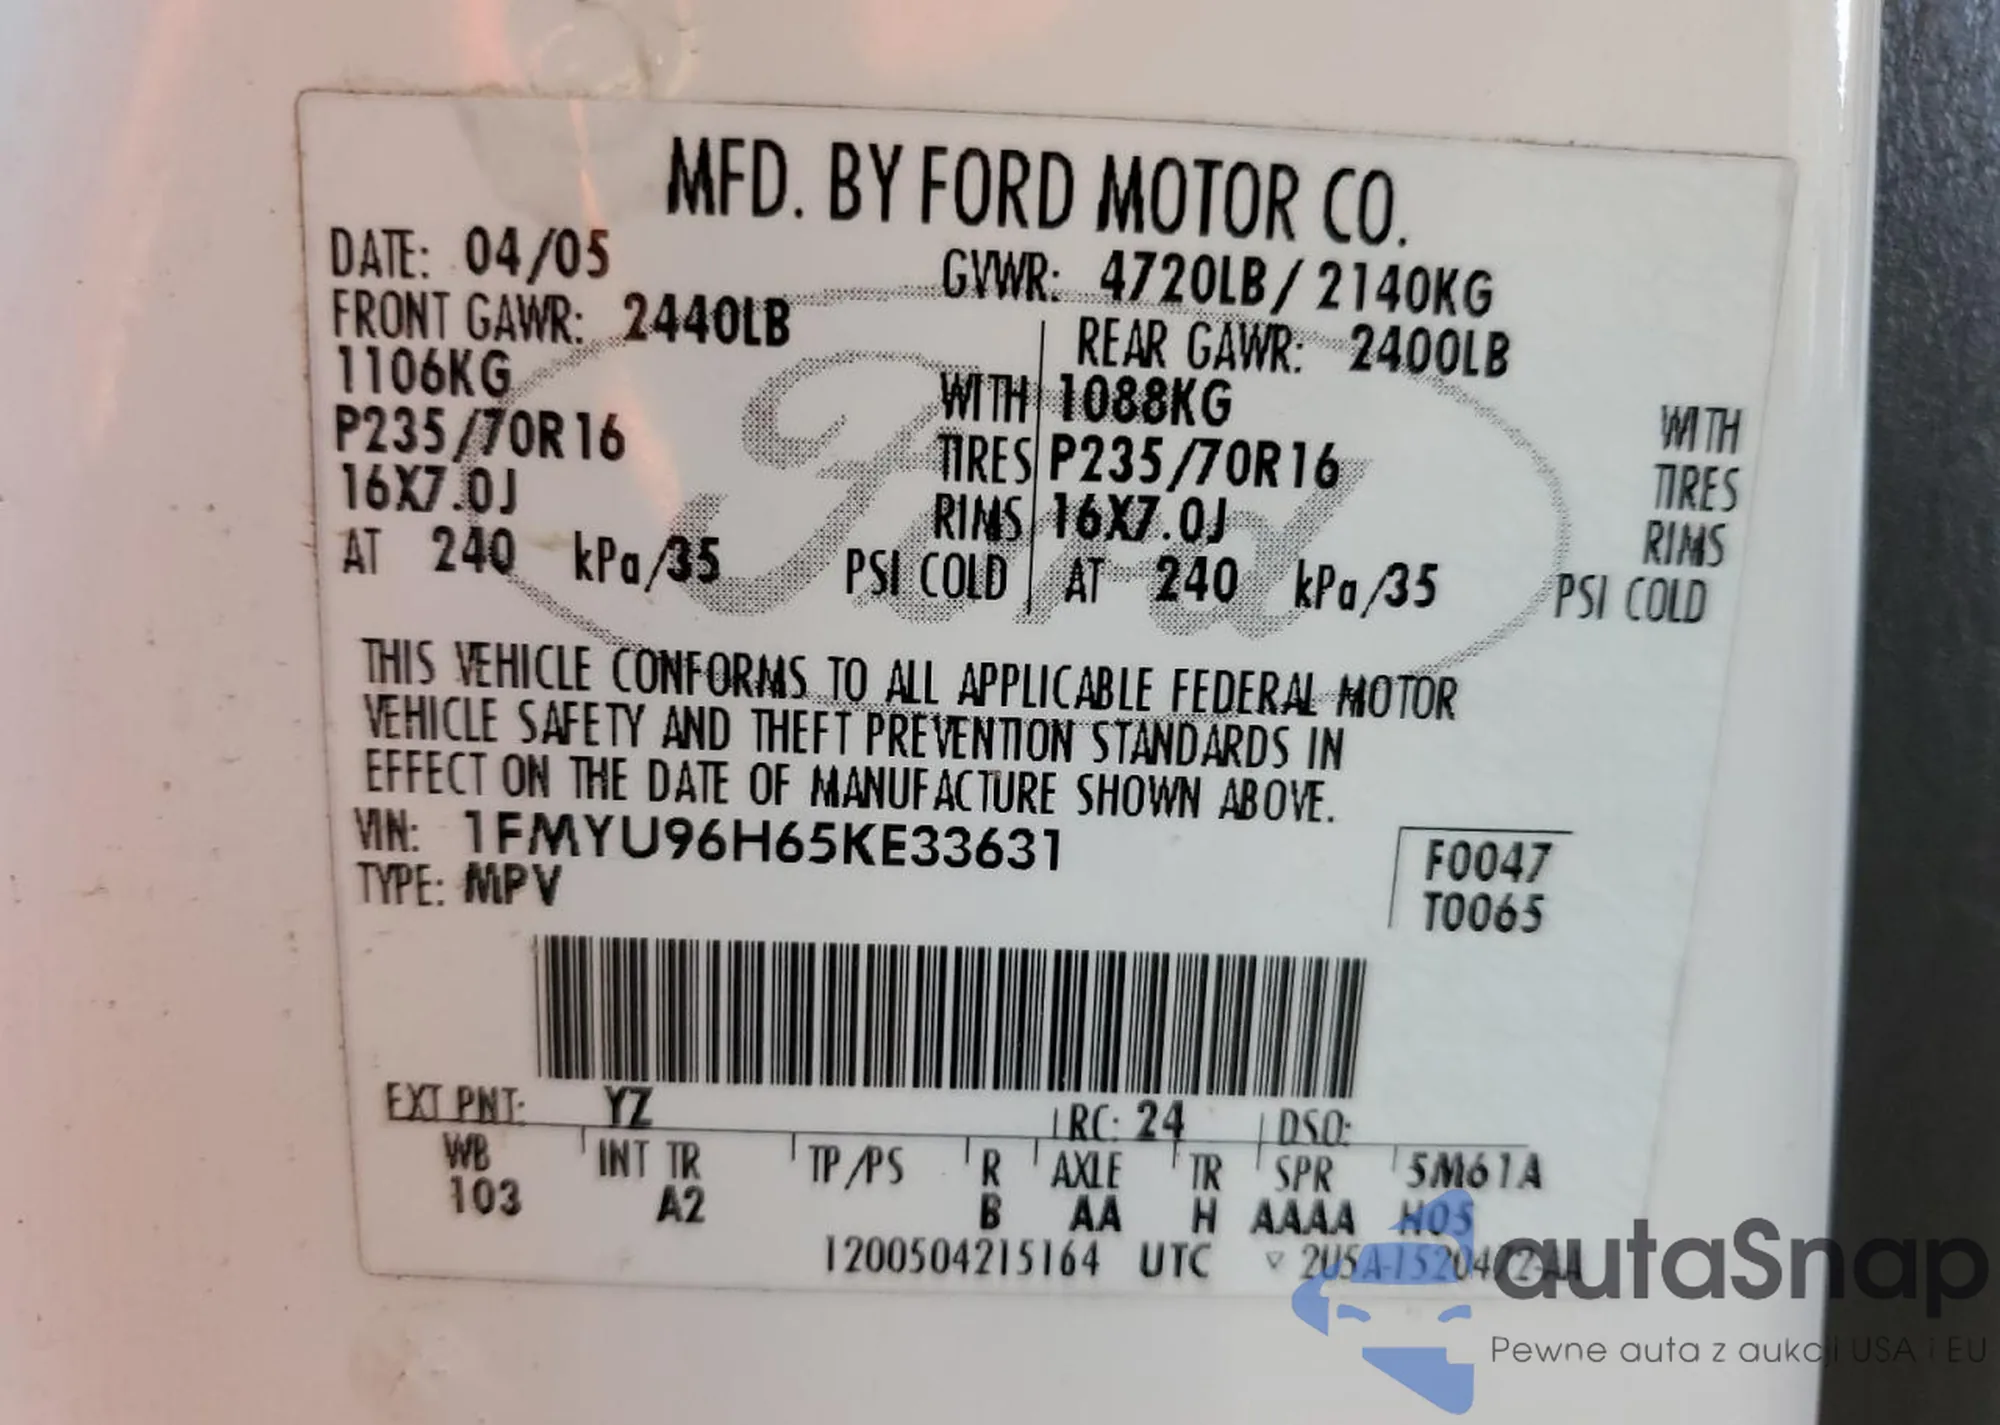 MFD. BY FORD MOTOR CO.
DATE: 04/05
GVWR: 4720LB / 2140KG
FRONT GAWR: 2440LB
REAR GAWR: 2400LB
1106KG WITH
1088KG WITH
P235/70R16 TIRES
P235/70R16 TIRES
16X7.0J RIMS
16X7.0J RIMS
AT 240 kPa/35 PSI COLD
AT 240 kPa/35 PSI COLD
THIS VEHICLE CONFORMS TO ALL APPLICABLE FEDERAL MOTOR
VEHICLE SAFETY AND THEFT PREVENTION STANDARDS IN
EFFECT ON THE DATE OF MANUFACTURE SHOWN ABOVE.
VIN: 1FMYU96H65KE33631
TYPE: MPV
F0047
T0065
EXT PNT: YZ RC: 24 DSO:
WB INT TR TP/PS R AXLE TR SPR 5M61A
103 A2 B AA H AAAA H05
1200504215164 UTC ▽ 2U5A-1520472-AA
Ford
autaSnap
Pewne auta z aukcji USA i EU